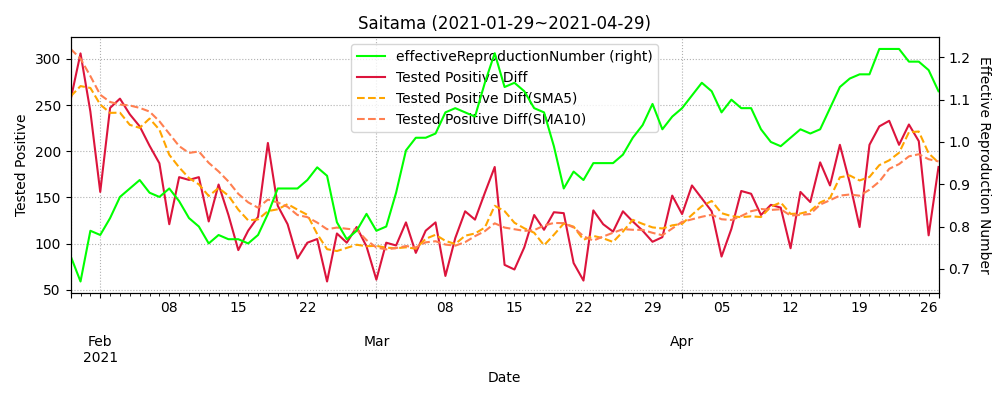 Saitama (2021-01-29~2021-04-29)
effectiveReproductionNumber (right)
Tested Positive Diff
Tested Positive Diff(SMA5)
Tested Positive Diff(SMA10)
Tested Positive
300
250
200
150
100
50
1.2
1.1
1.0
0.9
0.8
0.7
Effective Reproduction Number
08 15 22 08 15 22 29 05 12 19 26
Feb Mar Apr
2021
Date